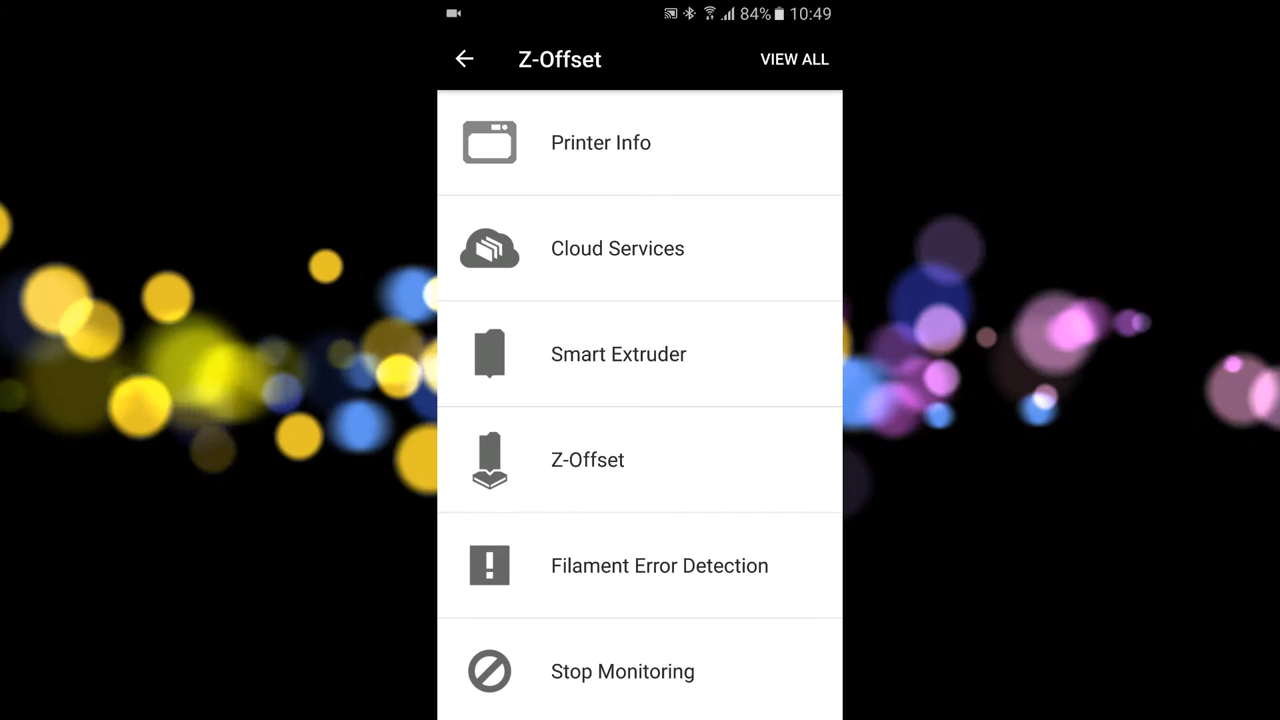 84% 10:49
Z-Offset VIEW ALL
Printer Info
Cloud Services
Smart Extruder
Z-Offset
Filament Error Detection
Stop Monitoring